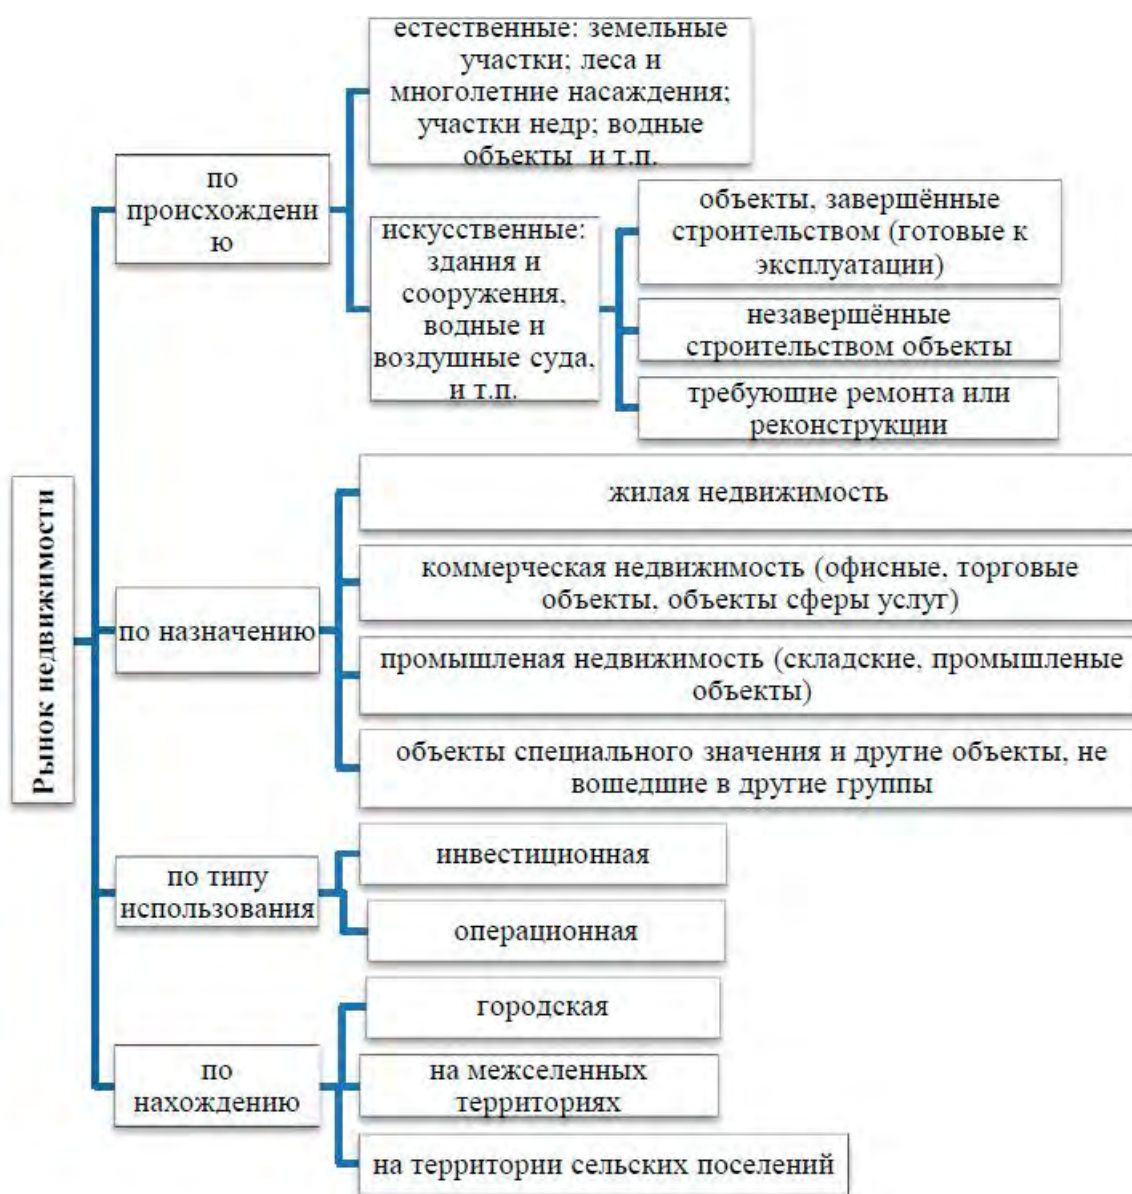 Рынок недвижимости
по
происхождени
ю
естественные: земельные
участки; леса и
многолетние насаждения;
участки недр; водные
объекты и т.п.
искусственные:
здания и
сооружения,
водные и
воздушные суда,
и т.п.
объекты, завершённые
строительством (готовые к
эксплуатации)
незавершённые
строительством объекты
требующие ремонта или
реконструкции
по назначению
жилая недвижимость
коммерческая недвижимость (офисные, торговые
объекты, объекты сферы услуг)
промышленая недвижимость (складские, промышленые
объекты)
объекты специального значения и другие объекты, не
вошедшие в другие группы
по типу
использования
инвестиционная
операционная
по
нахождению
городская
на межселенных
территориях
на территории сельских поселений